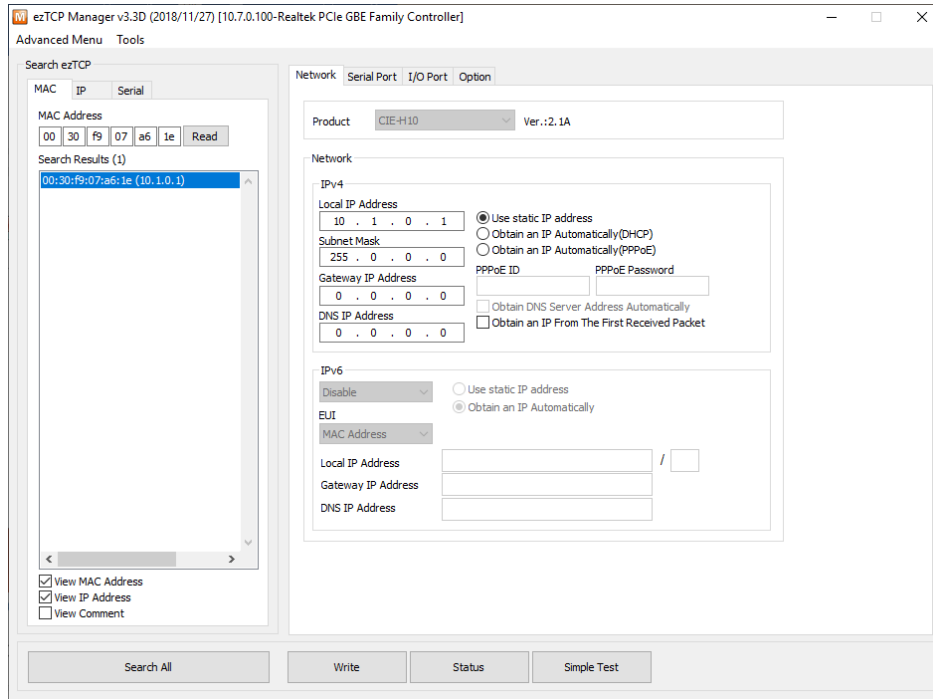 ezTCP Manager v3.3D (2018/11/27) [10.7.0.100-Realtek PCIe GBE Family Controller]
Advanced Menu Tools
Search ezTCP
MAC IP Serial
MAC Address
00 30 f9 07 a6 1e Read
Search Results (1)
00:30:f9:07:a6:1e (10.1.0.1)
View MAC Address
View IP Address
View Comment
Network Serial Port I/O Port Option
Product CIE-H10 Ver.:2.1A
Network
IPv4
Local IP Address
10 . 1 . 0 . 1
Subnet Mask
255 . 0 . 0 . 0
Gateway IP Address
0 . 0 . 0 . 0
DNS IP Address
0 . 0 . 0 . 0
Use static IP address
Obtain an IP Automatically(DHCP)
Obtain an IP Automatically(PPPoE)
PPPoE ID PPPoE Password
Obtain DNS Server Address Automatically
Obtain an IP From The First Received Packet
IPv6
Disable
Use static IP address
Obtain an IP Automatically
EUI
MAC Address
Local IP Address /
Gateway IP Address
DNS IP Address
Search All Write Status Simple Test